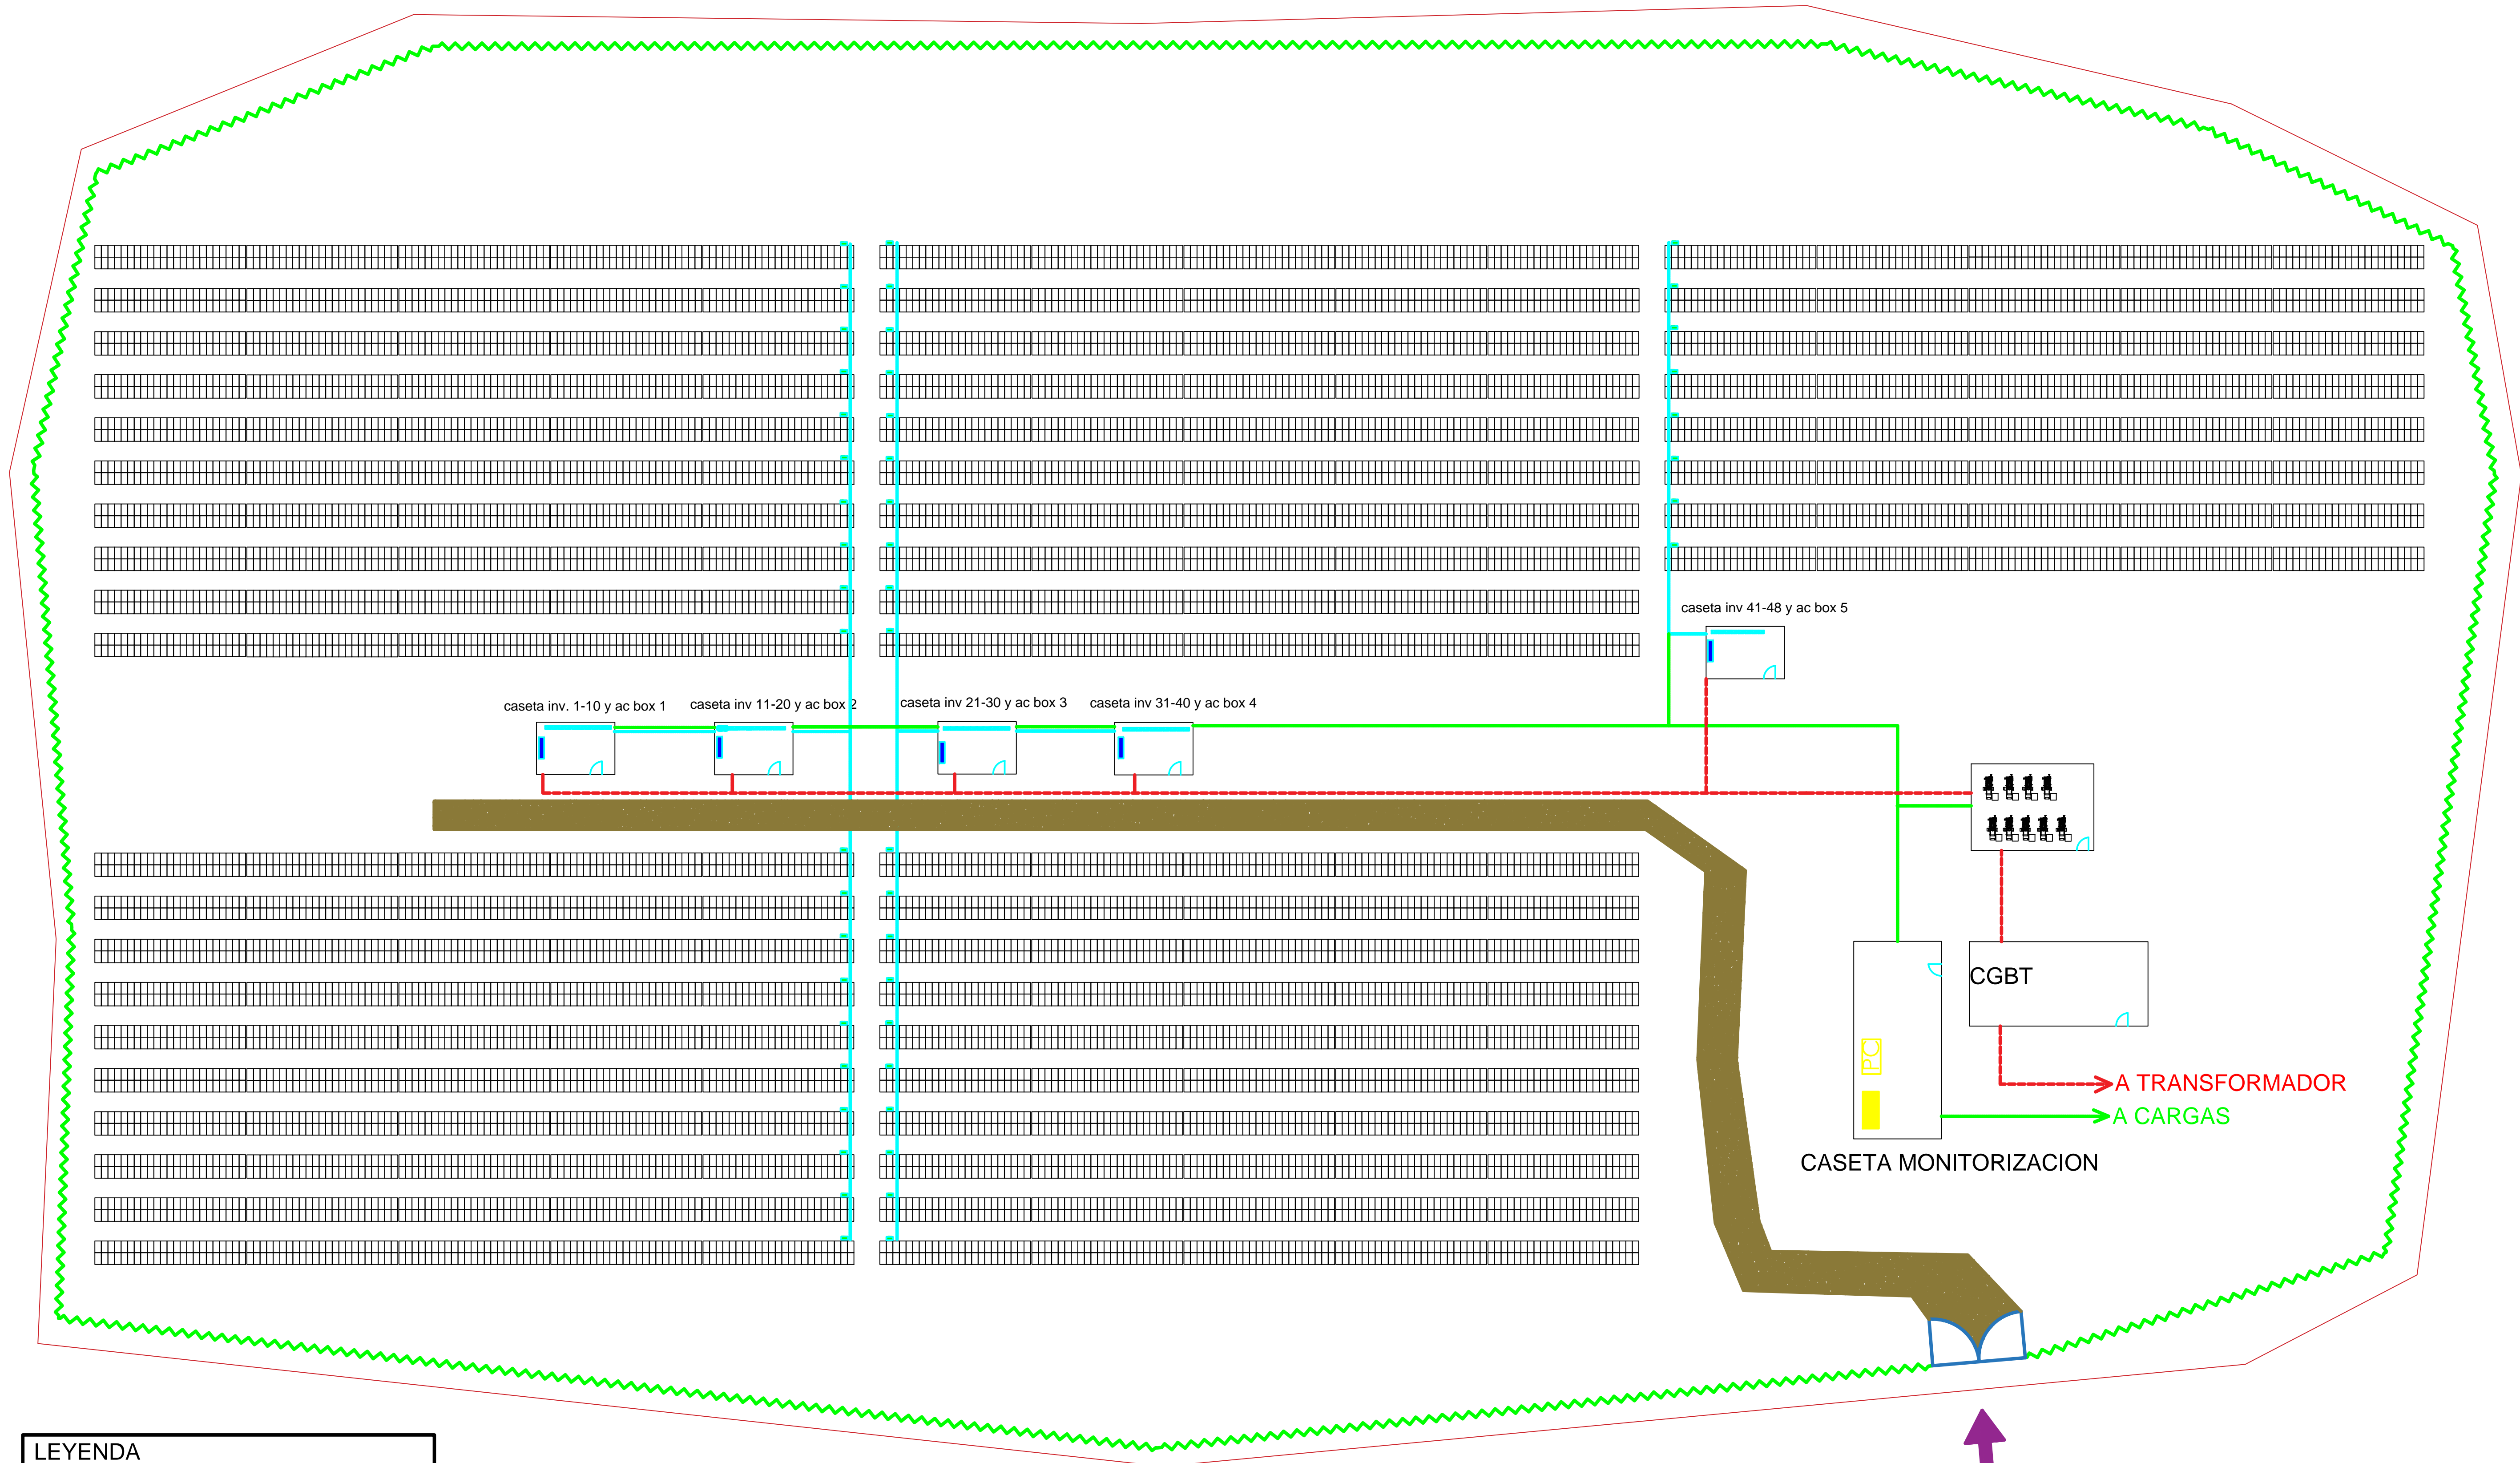 caseta inv 41-48 y ac box 5
caseta inv. 1-10 y ac box 1
caseta inv 11-20 y ac box 2
caseta inv 21-30 y ac box 3
caseta inv 31-40 y ac box 4
CGBT
PC
A TRANSFORMADOR
A CARGAS
CASETA MONITORIZACION
LEYENDA